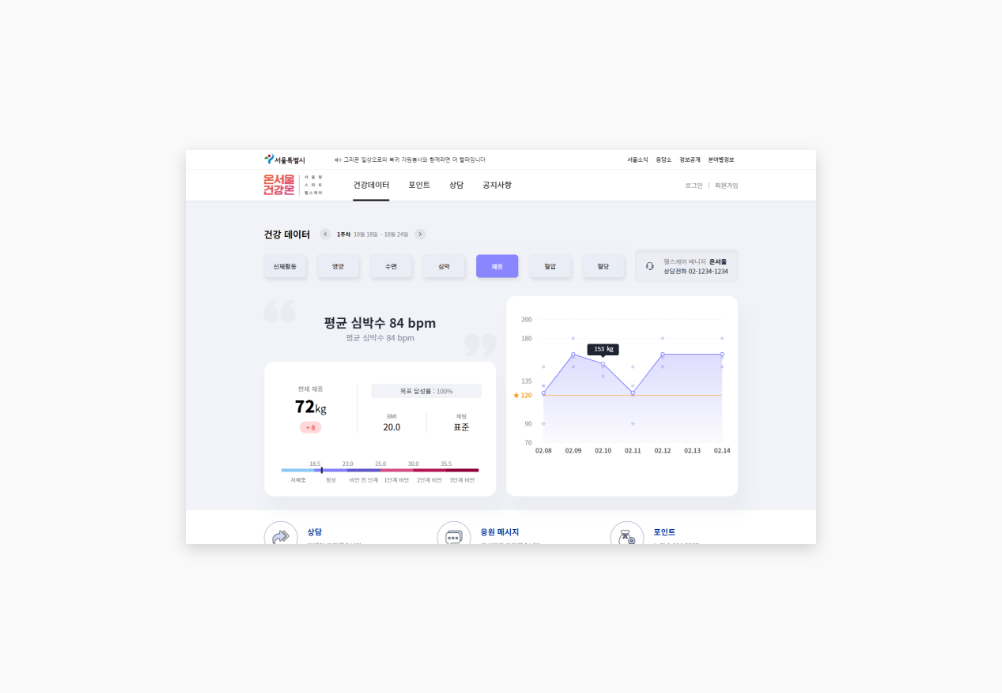 서울특별시
그리운 일상으로의 복귀 자원봉사와 함께라면 더 빨라집니다
서울소식 응답소 정보공개 분야별정보
온서울
건강온
서울형
스마트
헬스케어
건강데이터 포인트 상담 공지사항
로그인 | 회원가입
건강 데이터
1주차 10월 18일 - 10월 24일
신체활동 영양 수면 심박 체중 혈압 혈당
헬스케어 매니저 온서울
상담전화 02-1234-1234
평균 심박수 84 bpm
평균 심박수 84 bpm
현재 체중
72kg
+ 8
목표 달성률 : 100%
BMI
20.0
체형
표준
18.5 23.0 25.0 30.0 35.5
저체중 정상 비만 전 단계 1단계 비만 2단계 비만 3단계 비만
200
180
153 kg
135
★ 120
90
70
02.08 02.09 02.10 02.11 02.12 02.13 02.14
상담
응원 메시지
포인트